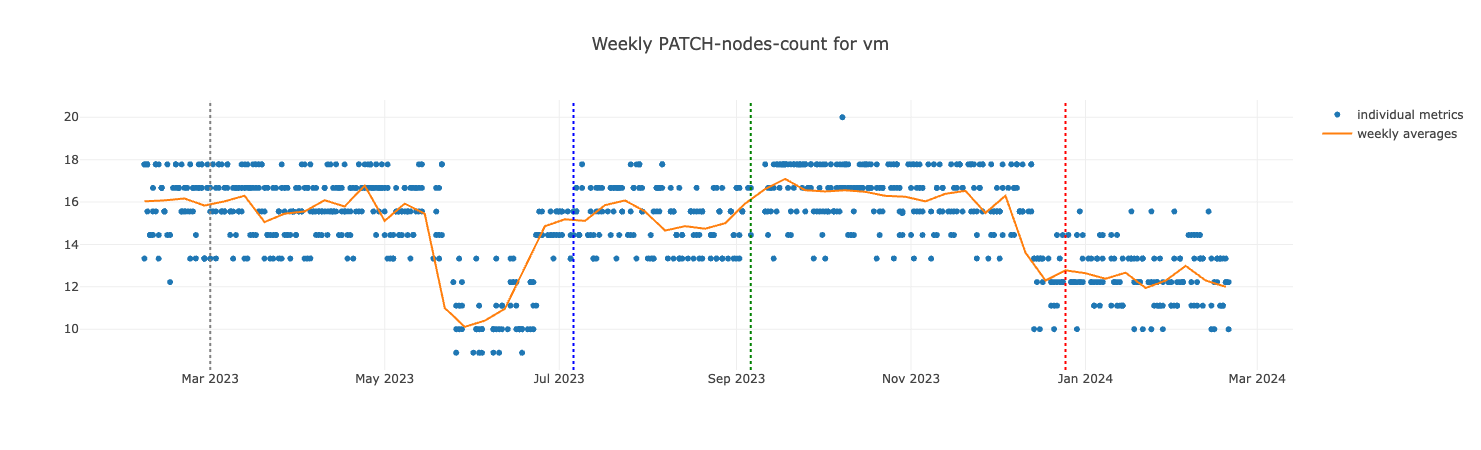 Weekly PATCH-nodes-count for vm
individual metrics
weekly averages
20
18
16
14
12
10
Mar 2023
May 2023
Jul 2023
Sep 2023
Nov 2023
Jan 2024
Mar 2024